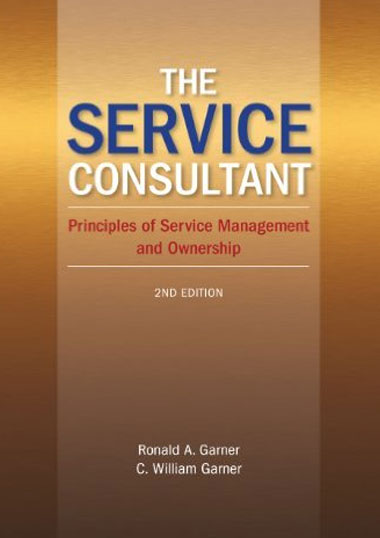 THE
SERVICE
CONSULTANT
Principles of Service Management
and Ownership
2ND EDITION
Ronald A. Garner
C. William Garner